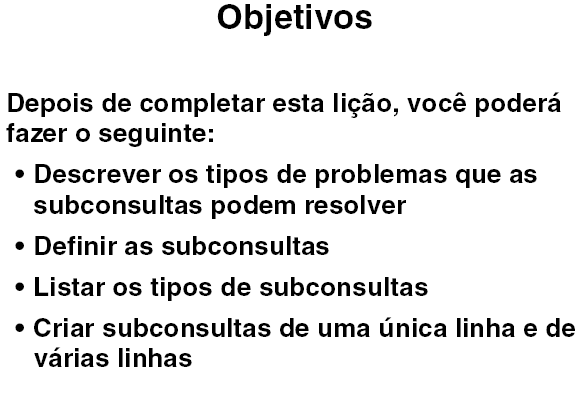 Objetivos
Depois de completar esta lição, você poderá
fazer o seguinte:
• Descrever os tipos de problemas que as
subconsultas podem resolver
• Definir as subconsultas
• Listar os tipos de subconsultas
• Criar subconsultas de uma única linha e de
várias linhas